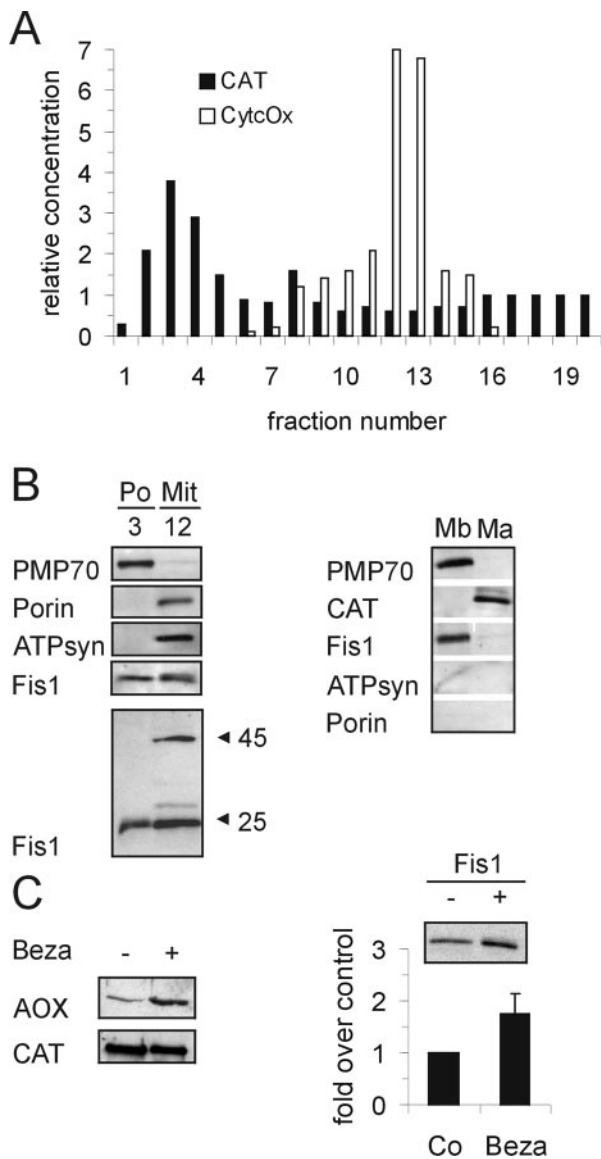 A
7
6
5
4
3
2
1
0
relative concentration
CAT
CytcOx
1 4 7 10 13 16 19
fraction number
B
Po Mit
3 12
PMP70
Porin
ATPsyn
Fis1
45
25
Fis1
Mb Ma
PMP70
CAT
Fis1
ATPsyn
Porin
C
Beza - +
AOX
CAT
Fis1
- +
3
2
1
0
fold over control
Co Beza